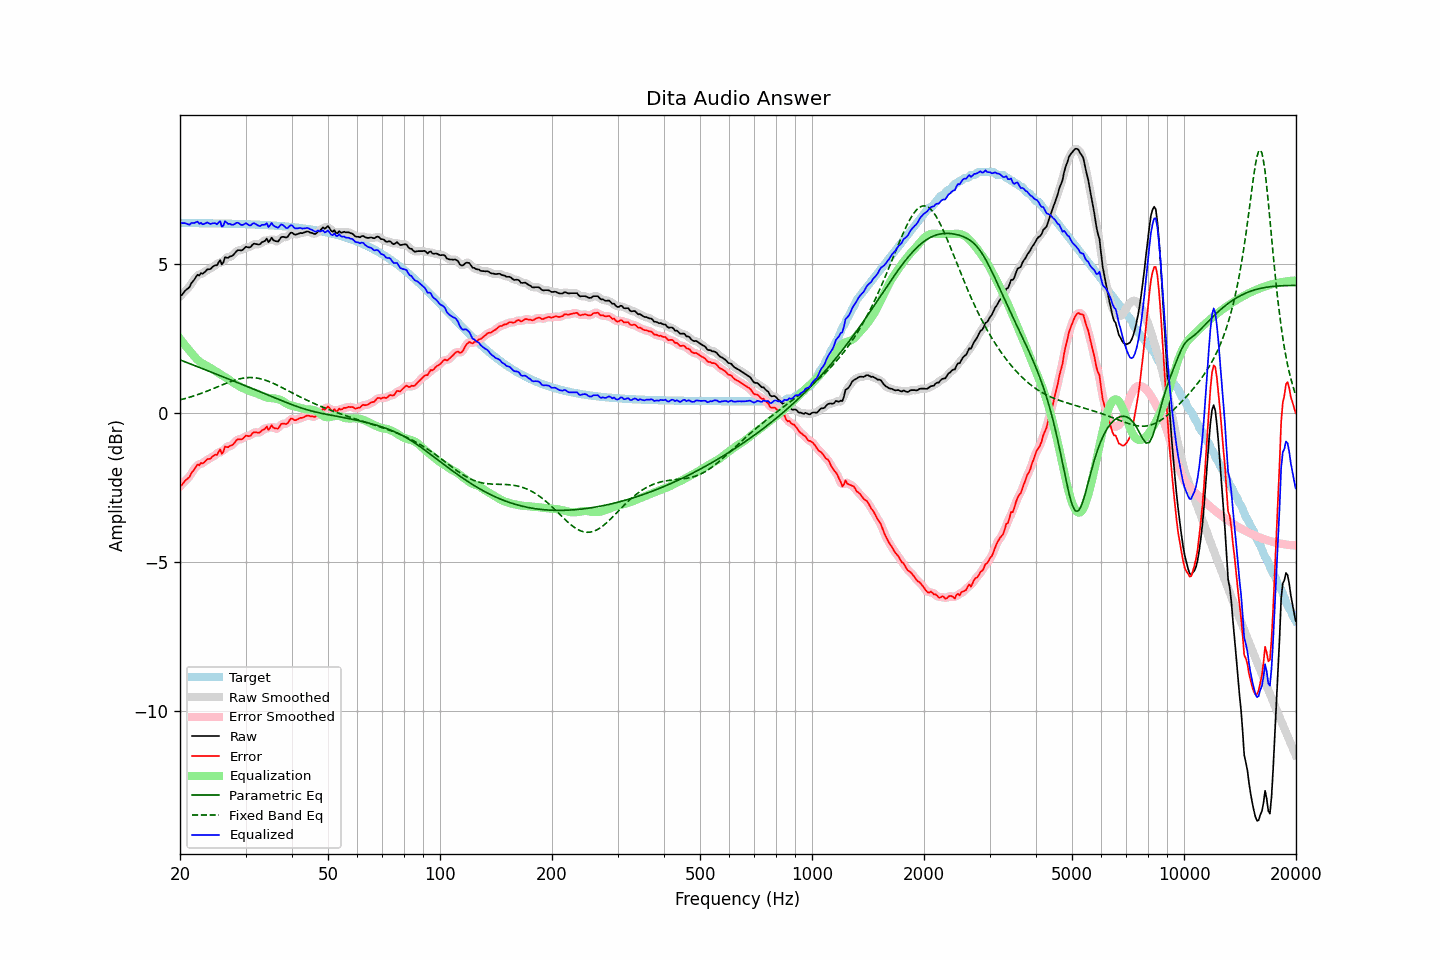 Dita Audio Answer
Amplitude (dBr)
5
0
−5
−10
Target
Raw Smoothed
Error Smoothed
Raw
Error
Equalization
Parametric Eq
Fixed Band Eq
Equalized
20 50 100 200 500 1000 2000 5000 10000 20000
Frequency (Hz)